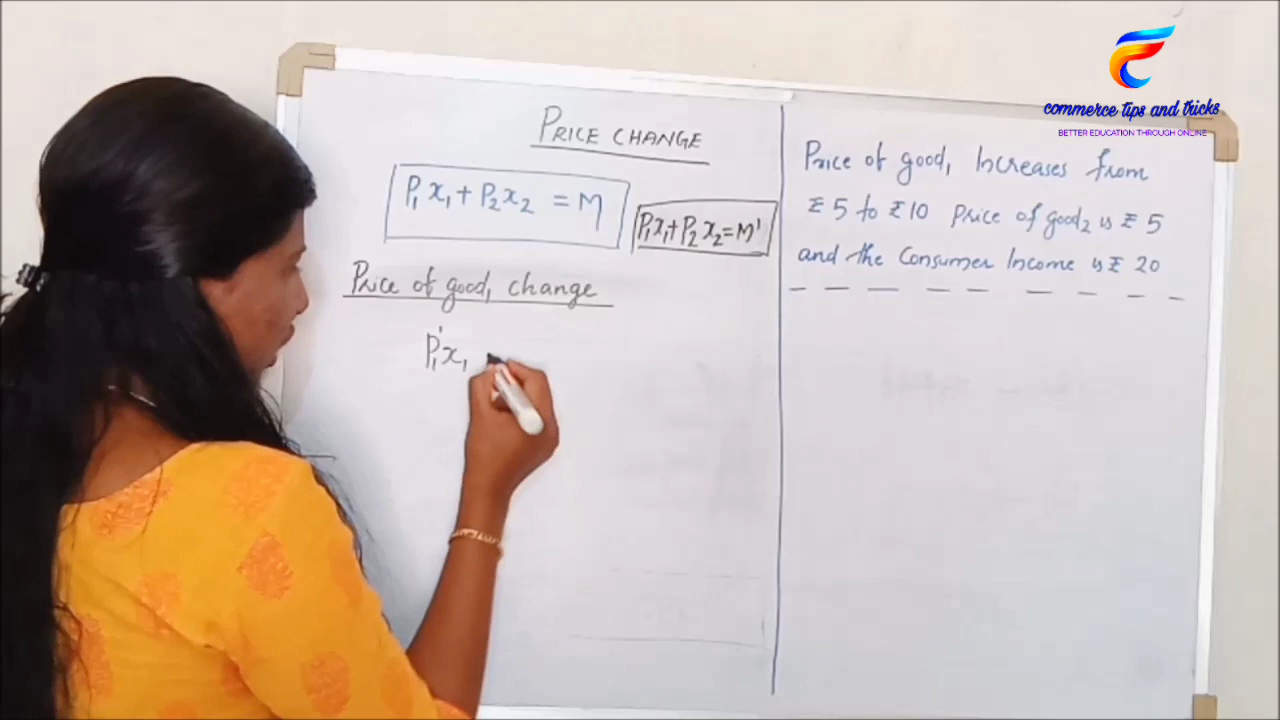 commerce tips and tricks
BETTER EDUCATION THROUGH ONLINE
PRICE CHANGE
P₁x₁ + P₂x₂ = M
P₁x₁ + P₂x₂ = M'
Price of good₁ change
P₁'x₁
Price of good₁ Increases from
₹ 5 to ₹ 10 Price of good₂ is ₹ 5
and the Consumer Income is ₹ 20